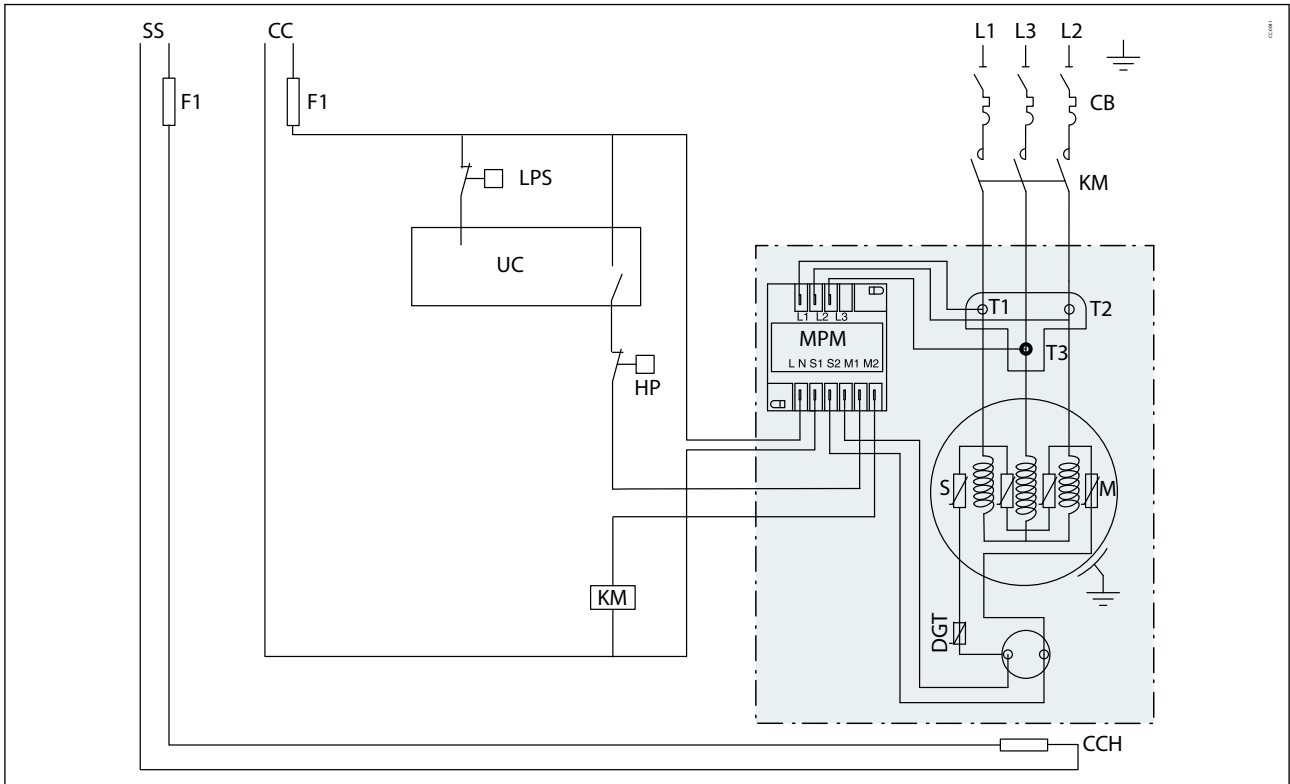 SS
CC
L1 L3 L2
F1
F1
CB
LPS
KM
UC
T1
T2
L1 L2 L3
MPM
T3
L N S1 S2 M1 M2
HP
S
M
KM
DGT
CCH